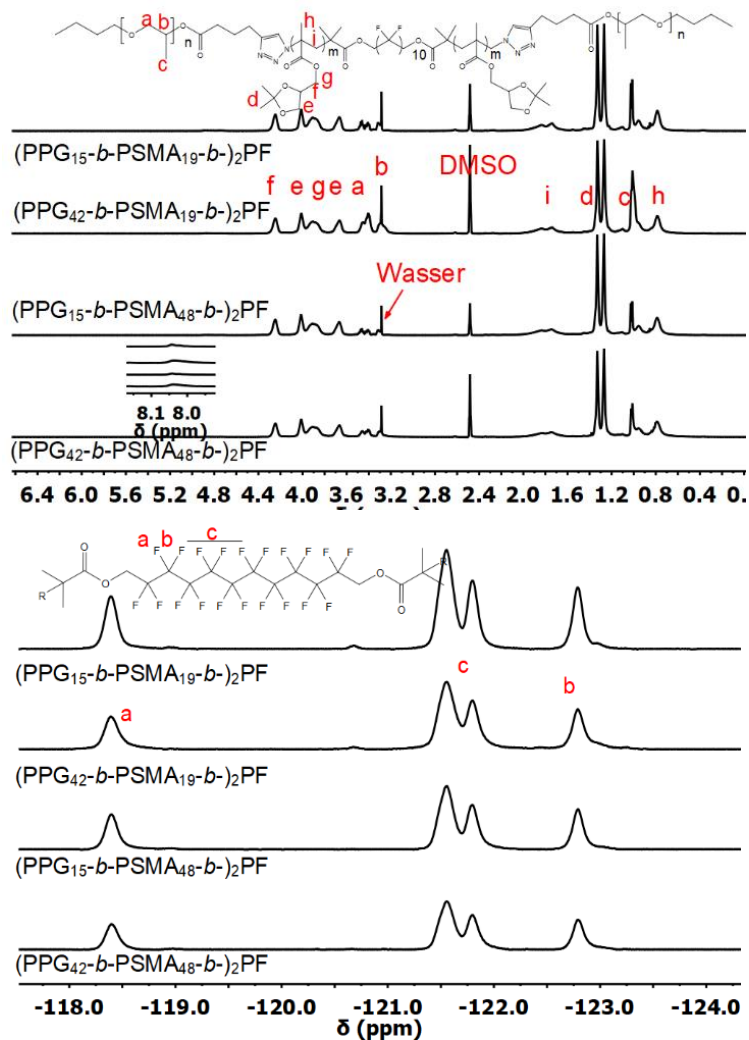 h
a b i
O O O O F F O O O
n N N=N m 10 m N N=N n
c
g
d f
e
(PPG₁₅-b-PSMA₁₉-b-)₂PF
f e g e a b DMSO i d c h
(PPG₄₂-b-PSMA₁₉-b-)₂PF
Wasser
(PPG₁₅-b-PSMA₄₈-b-)₂PF
8.1 8.0
δ (ppm)
(PPG₄₂-b-PSMA₄₈-b-)₂PF
6.4 6.0 5.6 5.2 4.8 4.4 4.0 3.6 3.2 2.8 2.4 2.0 1.6 1.2 0.8 0.4 0.
a b c
O F F F F F F F F F F R
R O F F F F F F F F F F O O
(PPG₁₅-b-PSMA₁₉-b-)₂PF
a c b
(PPG₄₂-b-PSMA₁₉-b-)₂PF
(PPG₁₅-b-PSMA₄₈-b-)₂PF
(PPG₄₂-b-PSMA₄₈-b-)₂PF
-118.0 -119.0 -120.0 -121.0 -122.0 -123.0 -124.0
δ (ppm)